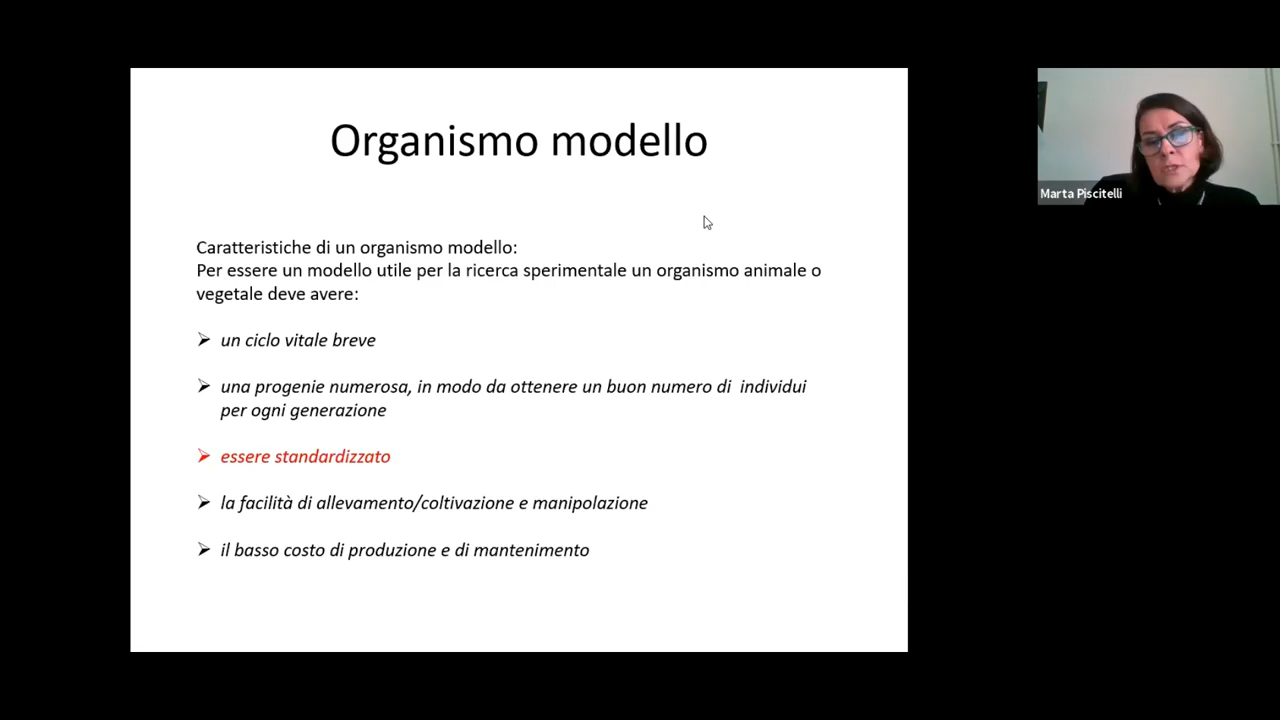 Organismo modello
Caratteristiche di un organismo modello:
Per essere un modello utile per la ricerca sperimentale un organismo animale o
vegetale deve avere:
➢ un ciclo vitale breve
➢ una progenie numerosa, in modo da ottenere un buon numero di individui
per ogni generazione
➢ essere standardizzato
➢ la facilità di allevamento/coltivazione e manipolazione
➢ il basso costo di produzione e di mantenimento
Marta Piscitelli